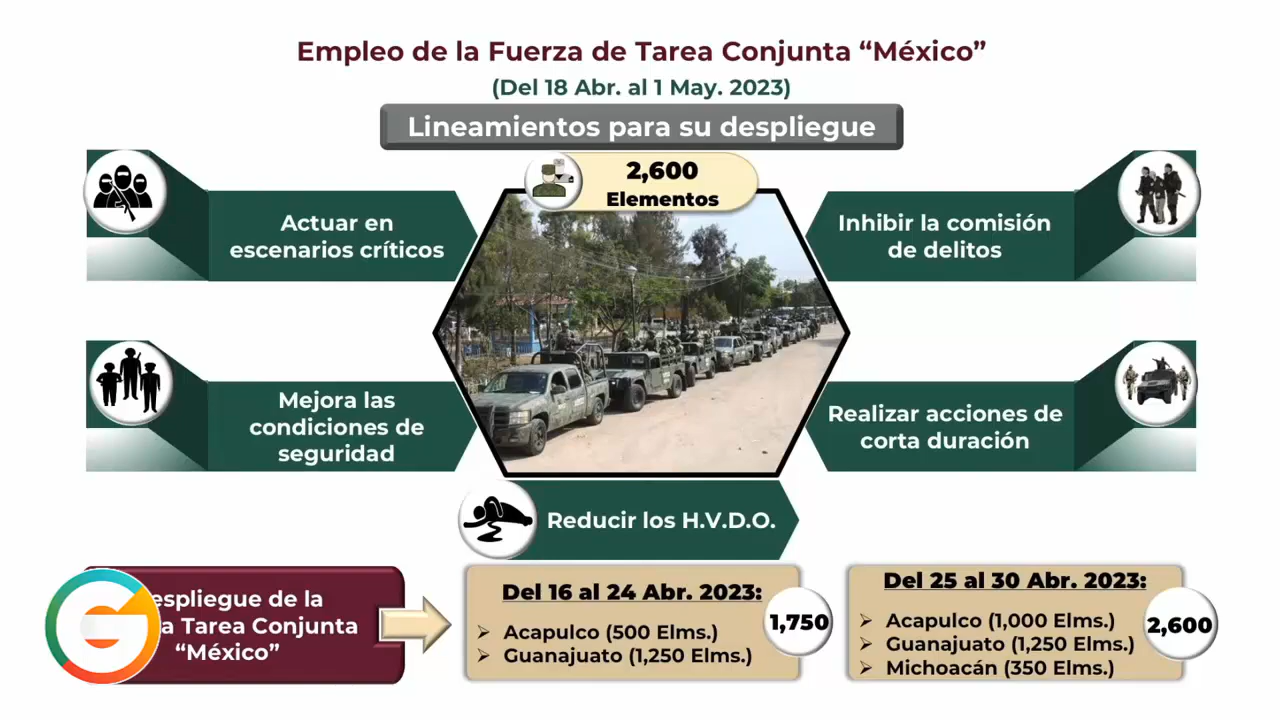 Empleo de la Fuerza de Tarea Conjunta “México”
(Del 18 Abr. al 1 May. 2023)
Lineamientos para su despliegue
2,600
Elementos
Actuar en
escenarios críticos
Inhibir la comisión
de delitos
Mejora las
condiciones de
seguridad
Realizar acciones de
corta duración
Reducir los H.V.D.O.
espliegue de la
a Tarea Conjunta
“México”
Del 16 al 24 Abr. 2023:
➢ Acapulco (500 Elms.)
➢ Guanajuato (1,250 Elms.)
1,750
Del 25 al 30 Abr. 2023:
➢ Acapulco (1,000 Elms.)
➢ Guanajuato (1,250 Elms.)
➢ Michoacán (350 Elms.)
2,600
G